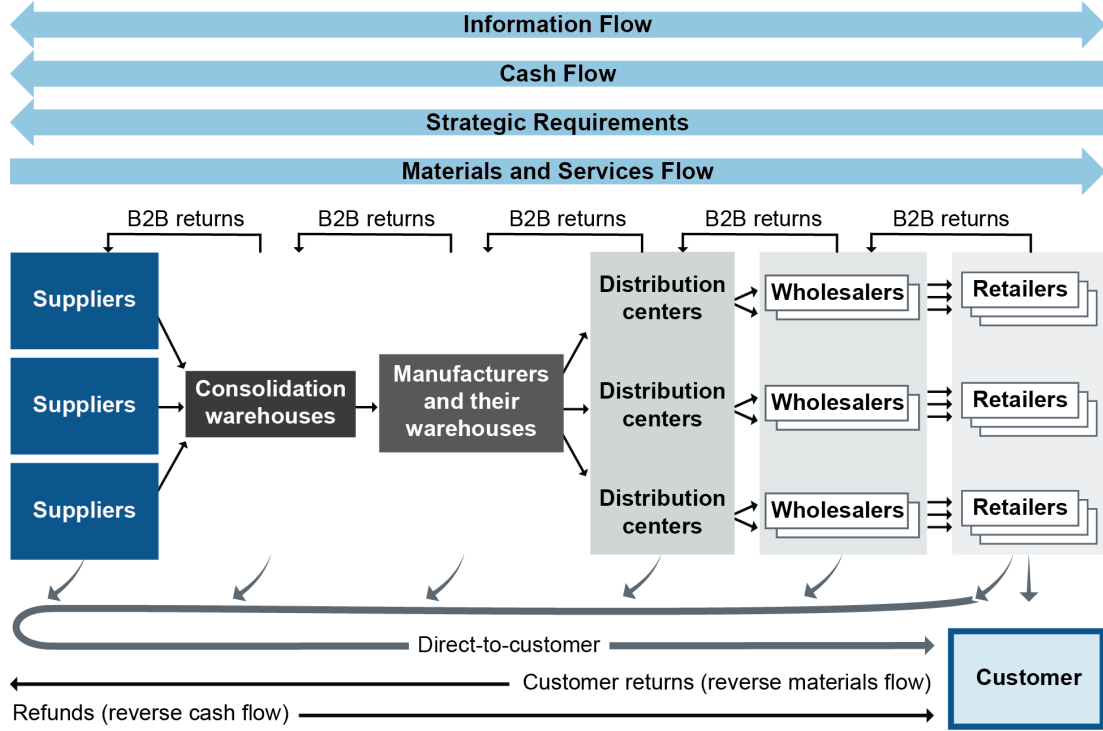 Information Flow
Cash Flow
Strategic Requirements
Materials and Services Flow
B2B returns
B2B returns
B2B returns
B2B returns
B2B returns
Suppliers
Suppliers
Suppliers
Consolidation
warehouses
Manufacturers
and their
warehouses
Distribution
centers
Distribution
centers
Distribution
centers
Wholesalers
Wholesalers
Wholesalers
Retailers
Retailers
Retailers
Direct-to-customer
Customer
Customer returns (reverse materials flow)
Refunds (reverse cash flow)